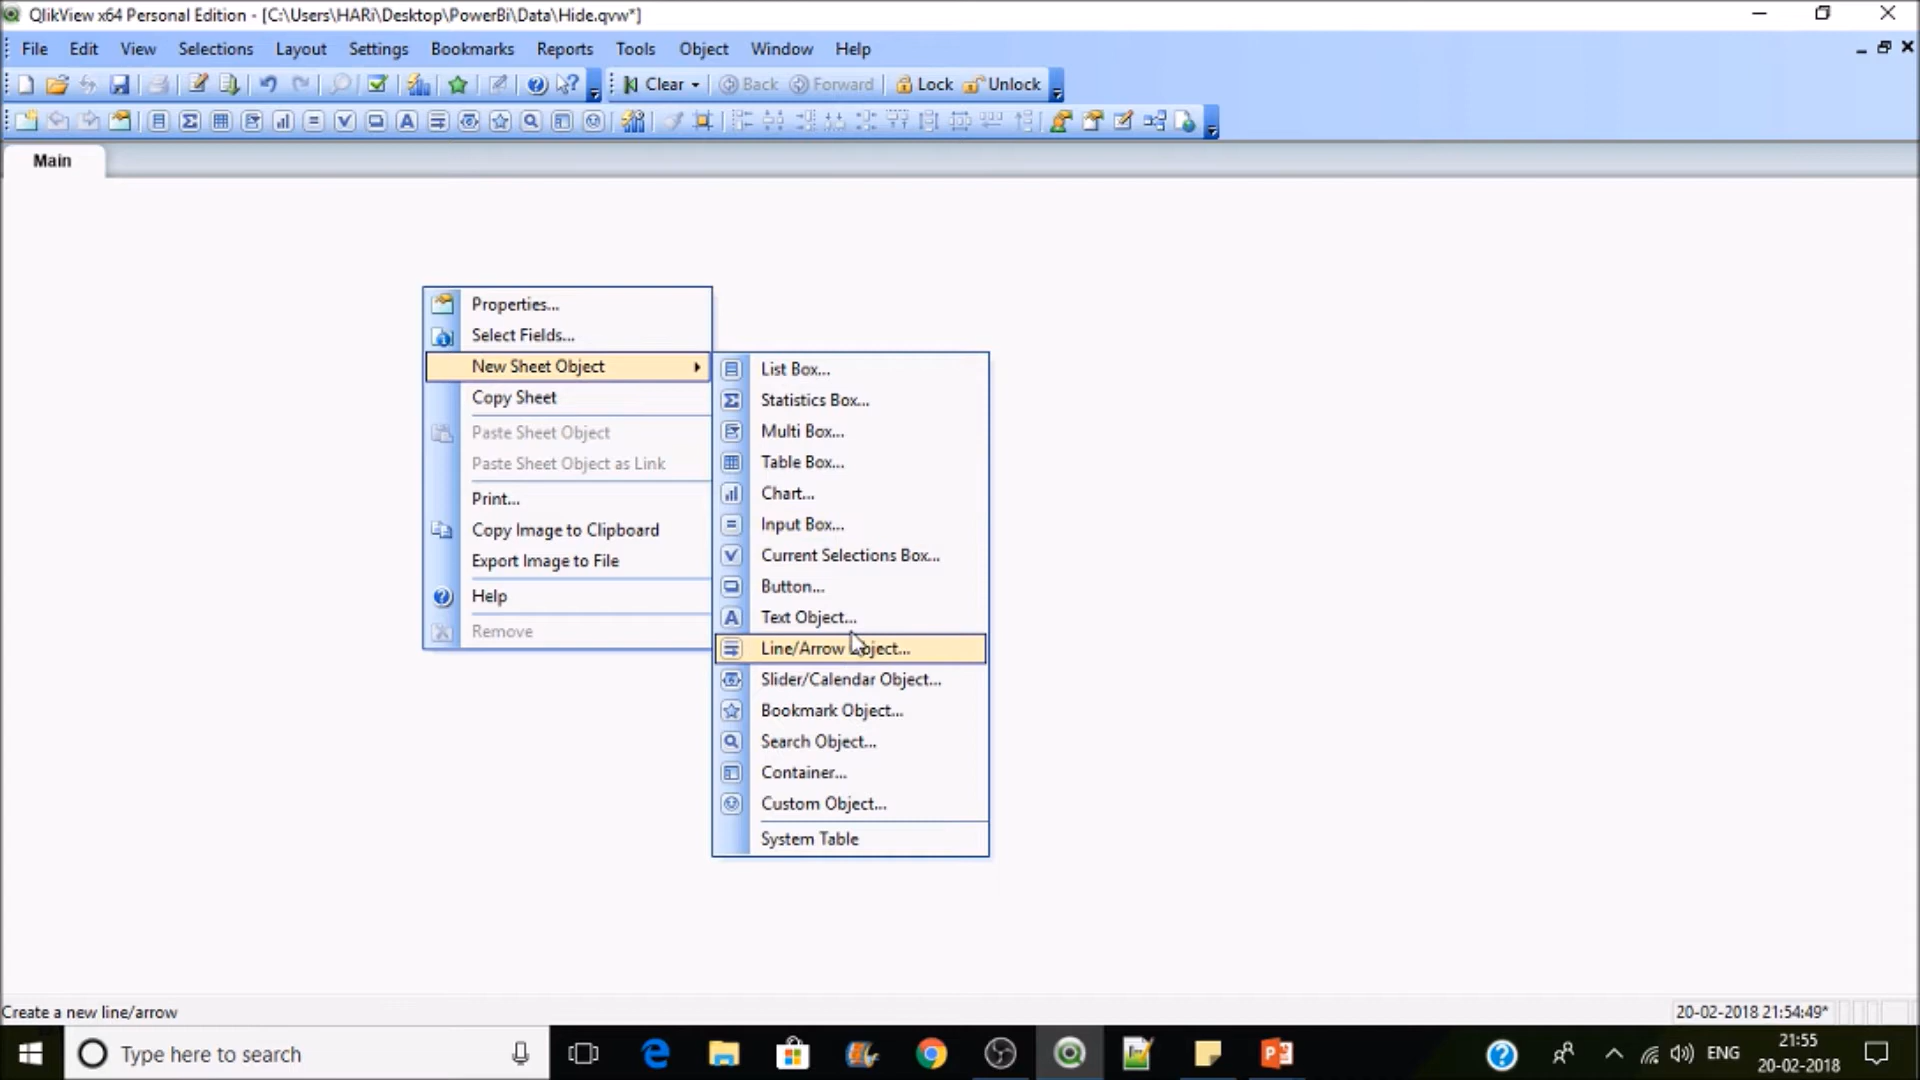 QlikView x64 Personal Edition - [C:\Users\HARi\Desktop\PowerBi\Data\Hide.qvw*]
File Edit View Selections Layout Settings Bookmarks Reports Tools Object Window Help
Clear Back Forward Lock Unlock
Main
Properties...
Select Fields...
New Sheet Object
Copy Sheet
Paste Sheet Object
Paste Sheet Object as Link
Print...
Copy Image to Clipboard
Export Image to File
Help
Remove
List Box...
Statistics Box...
Multi Box...
Table Box...
Chart...
Input Box...
Current Selections Box...
Button...
Text Object...
Line/Arrow Object...
Slider/Calendar Object...
Bookmark Object...
Search Object...
Container...
Custom Object...
System Table
Create a new line/arrow
20-02-2018 21:54:49*
Type here to search
ENG
21:55
20-02-2018